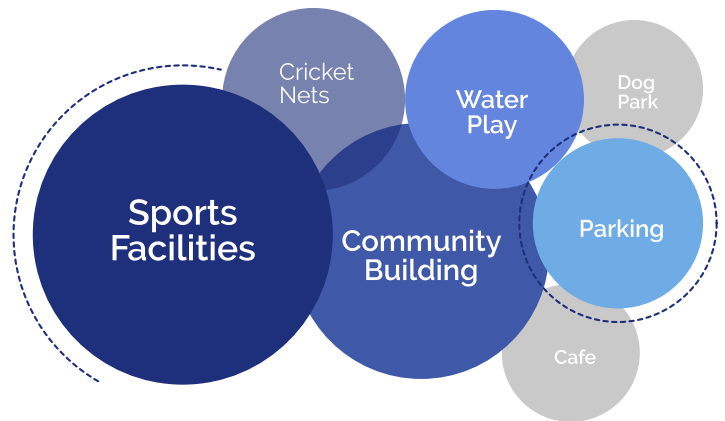 Cricket
Nets
Water
Play
Dog
Park
Sports
Facilities
Community
Building
Parking
Cafe